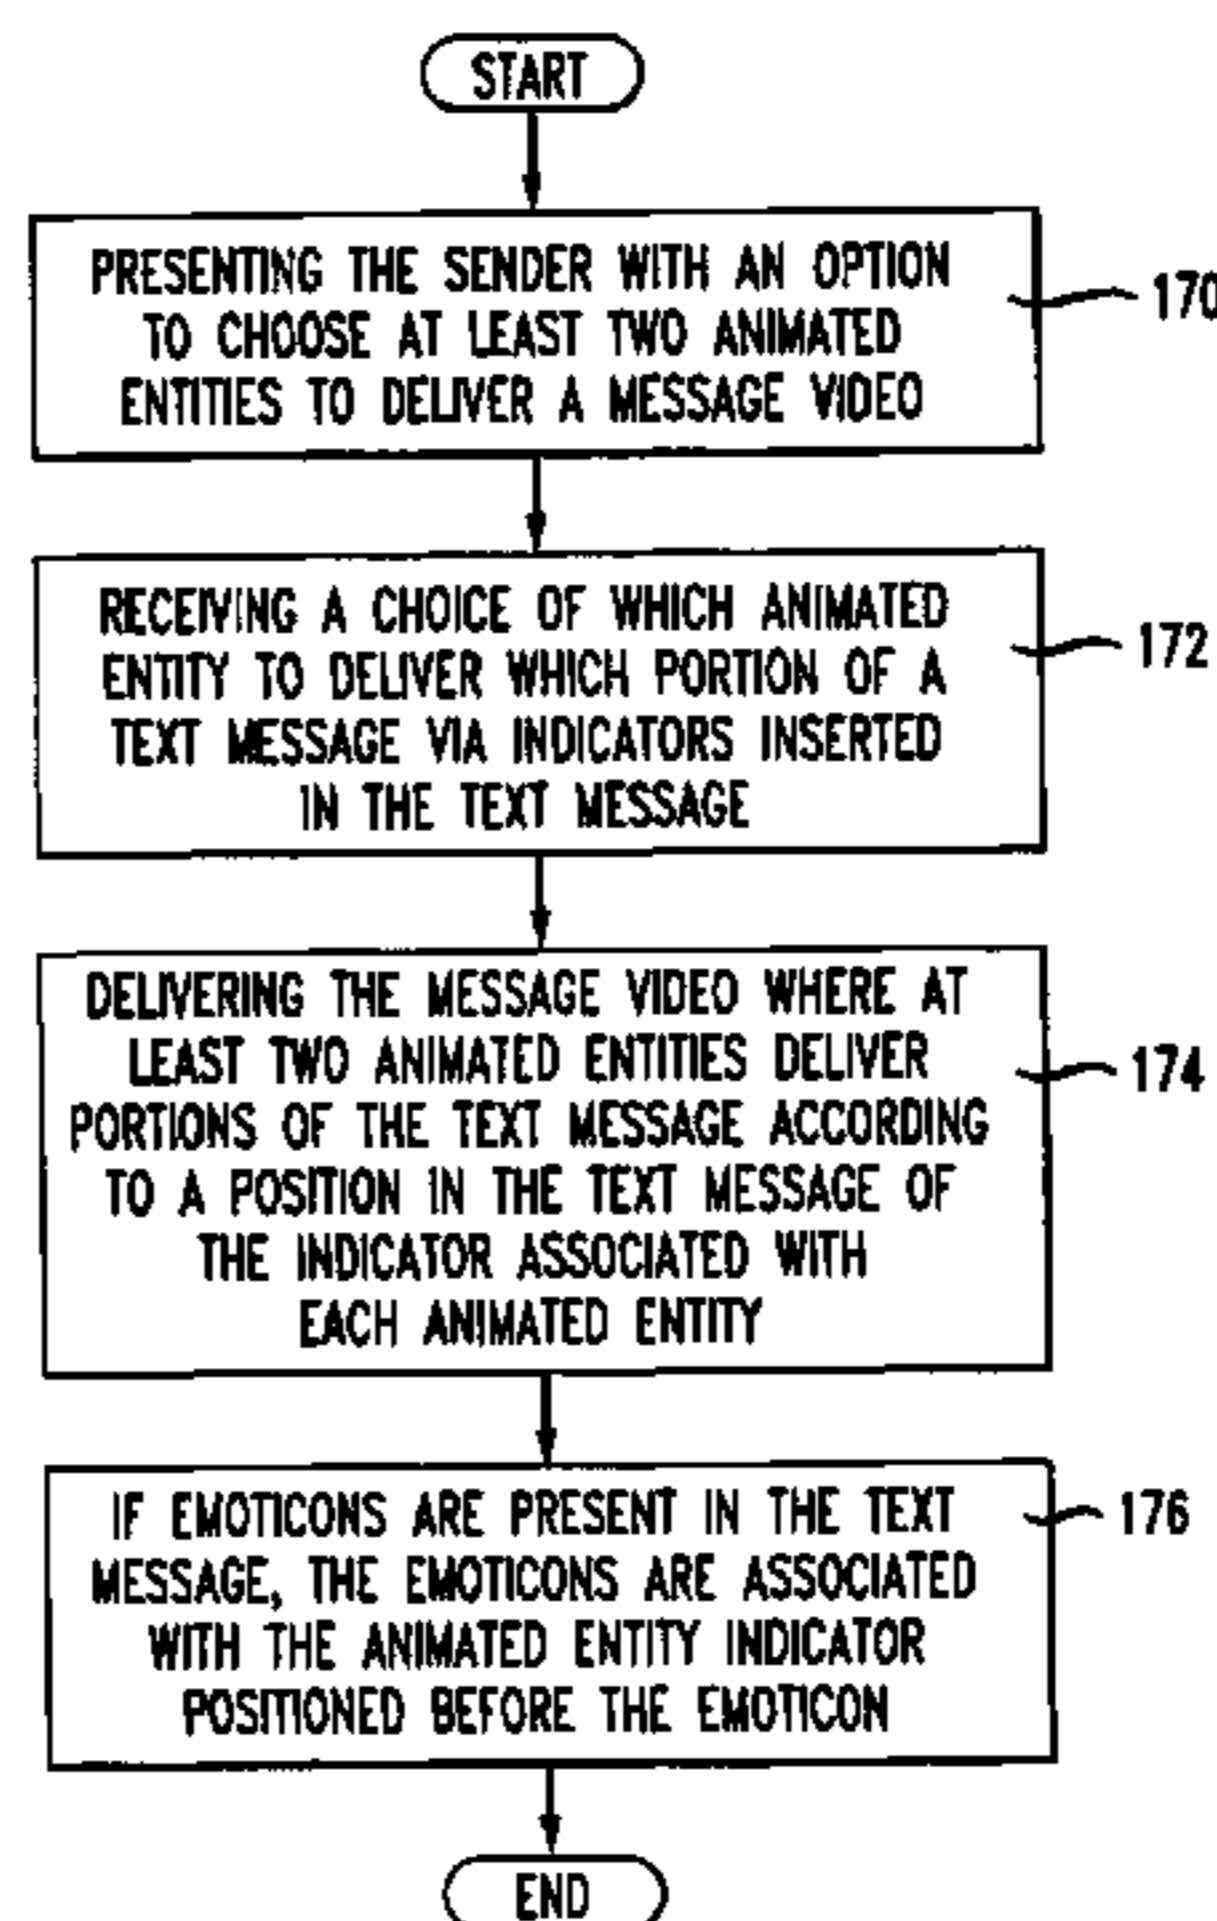 START
PRESENTING THE SENDER WITH AN OPTION
TO CHOOSE AT LEAST TWO ANIMATED
ENTITIES TO DELIVER A MESSAGE VIDEO
170
RECEIVING A CHOICE OF WHICH ANIMATED
ENTITY TO DELIVER WHICH PORTION OF A
TEXT MESSAGE VIA INDICATORS INSERTED
IN THE TEXT MESSAGE
172
DELIVERING THE MESSAGE VIDEO WHERE AT
LEAST TWO ANIMATED ENTITIES DELIVER
PORTIONS OF THE TEXT MESSAGE ACCORDING
TO A POSITION IN THE TEXT MESSAGE OF
THE INDICATOR ASSOCIATED WITH
EACH ANIMATED ENTITY
174
IF EMOTICONS ARE PRESENT IN THE TEXT
MESSAGE, THE EMOTICONS ARE ASSOCIATED
WITH THE ANIMATED ENTITY INDICATOR
POSITIONED BEFORE THE EMOTICON
176
END